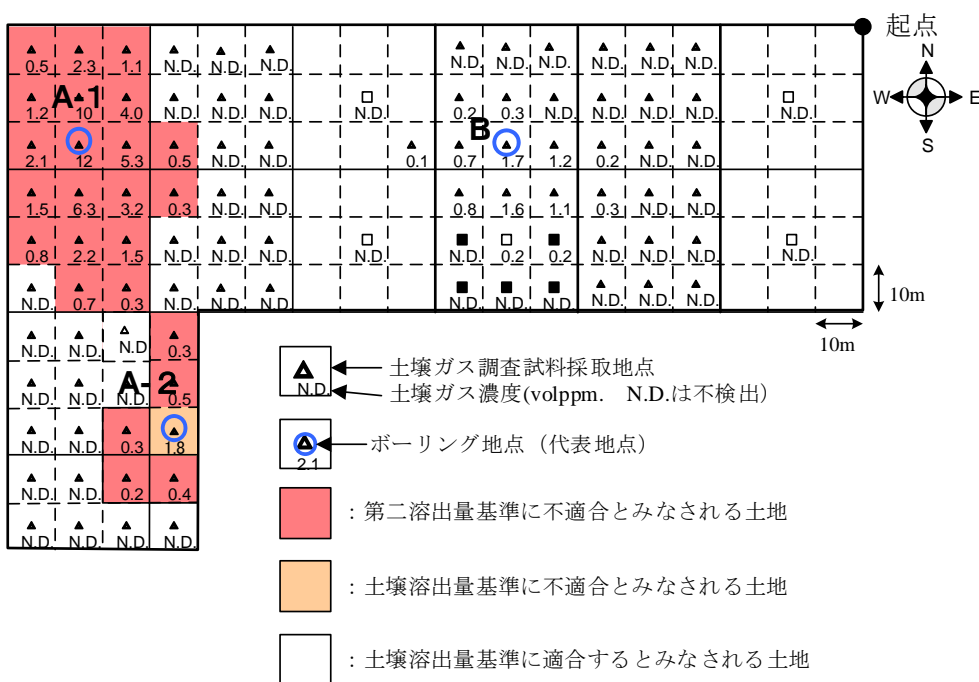 起点
N
W E
S
0.5 2.3 1.1 N.D. N.D. N.D. N.D. N.D. N.D. N.D. N.D. N.D.
A-1
1.2 10 4.0 N.D. N.D. N.D. N.D. 0.2 0.3 N.D. N.D. N.D. N.D. N.D.
B
2.1 12 5.3 0.5 N.D. N.D. 0.1 0.7 1.7 1.2 0.2 N.D. N.D.
1.5 6.3 3.2 0.3 N.D. N.D. 0.8 1.6 1.1 0.3 N.D. N.D.
0.8 2.2 1.5 N.D. N.D. N.D. N.D. N.D. 0.2 0.2 N.D. N.D. N.D. N.D.
N.D. 0.7 0.3 N.D. N.D. N.D. N.D. N.D. N.D. N.D. N.D. N.D.
10m
10m
N.D. N.D. N.D 0.3
A-2
N.D. N.D. N.D. 0.5
N.D. N.D. 0.3 1.8
N.D. N.D. 0.2 0.4
N.D. N.D. N.D. N.D.
土壌ガス調査試料採取地点
N.D. 土壌ガス濃度(volppm. N.D.は不検出）
ボーリング地点（代表地点）
2.1
：第二溶出量基準に不適合とみなされる土地
：土壌溶出量基準に不適合とみなされる土地
：土壌溶出量基準に適合するとみなされる土地